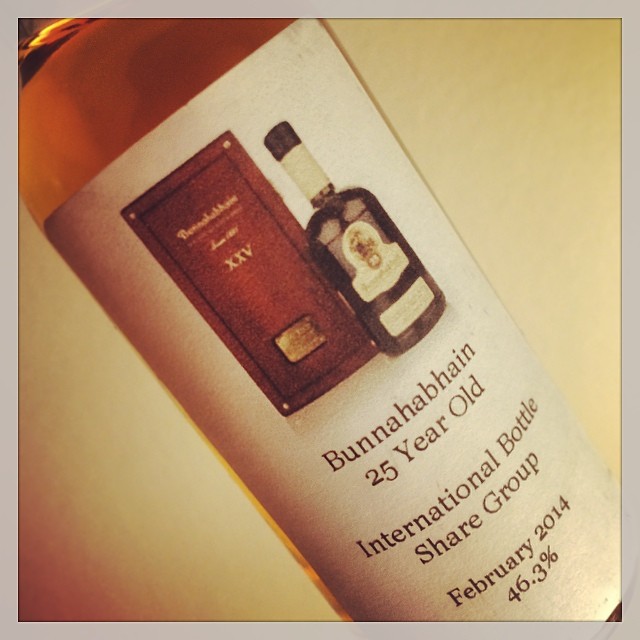 Bunnahabhain
XXV
Bunnahabhain
25 Year Old
International Bottle
Share Group
February 2014
46.3%